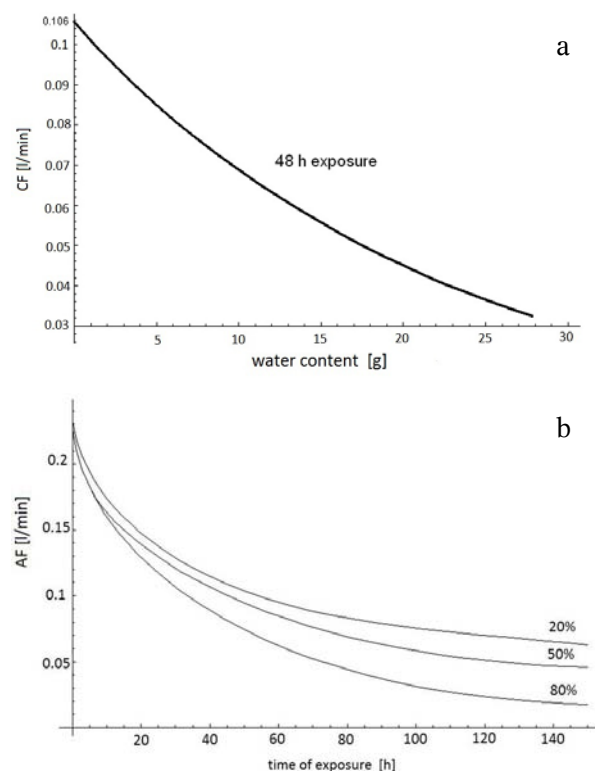 a
0.106
0.1
0.09
0.08
0.07
0.06
0.05
0.04
0.03
CF [l/min]
48 h exposure
5 10 15 20 25 30
water content [g]
b
0.2
0.15
0.1
0.05
AF [l/min]
20%
50%
80%
20 40 60 80 100 120 140
time of exposure [h]